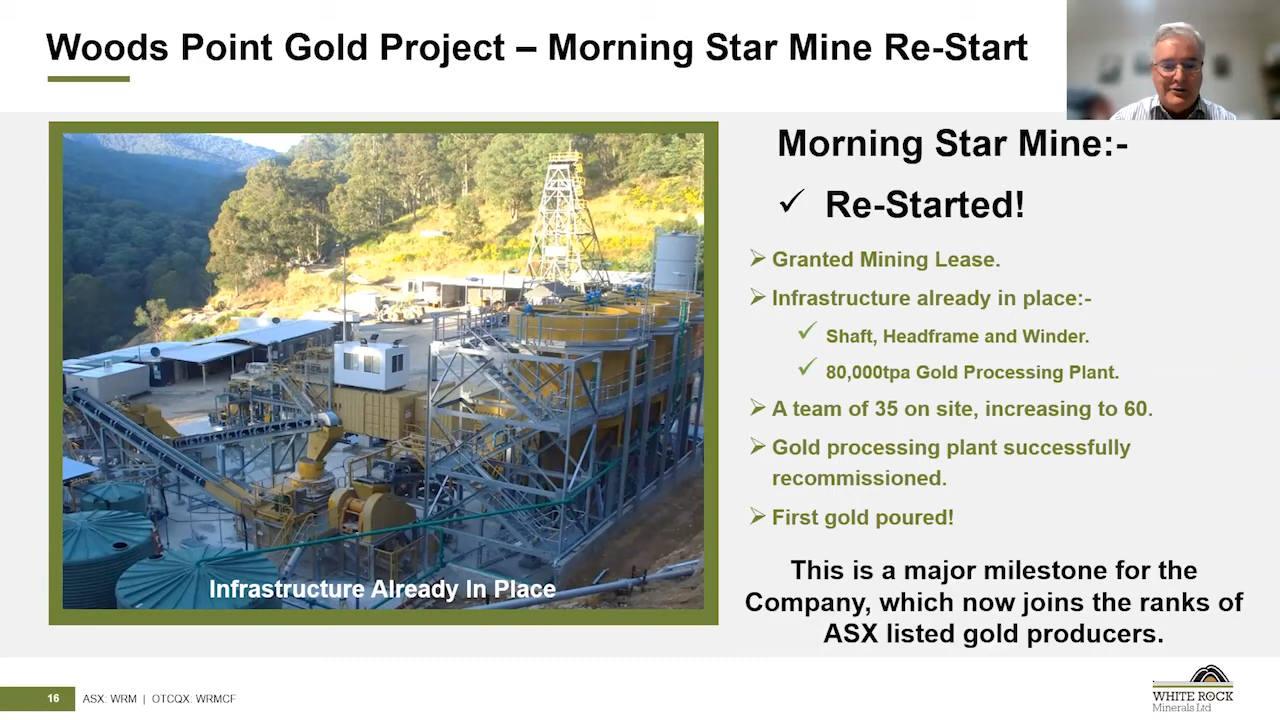 Woods Point Gold Project – Morning Star Mine Re-Start
Infrastructure Already In Place
Morning Star Mine:-
✓ Re-Started!
➢ Granted Mining Lease.
➢ Infrastructure already in place:-
✓ Shaft, Headframe and Winder.
✓ 80,000tpa Gold Processing Plant.
➢ A team of 35 on site, increasing to 60.
➢ Gold processing plant successfully
recommissioned.
➢ First gold poured!
This is a major milestone for the
Company, which now joins the ranks of
ASX listed gold producers.
16 ASX: WRM | OTCQX: WRMCF
WHITE ROCK
Minerals Ltd